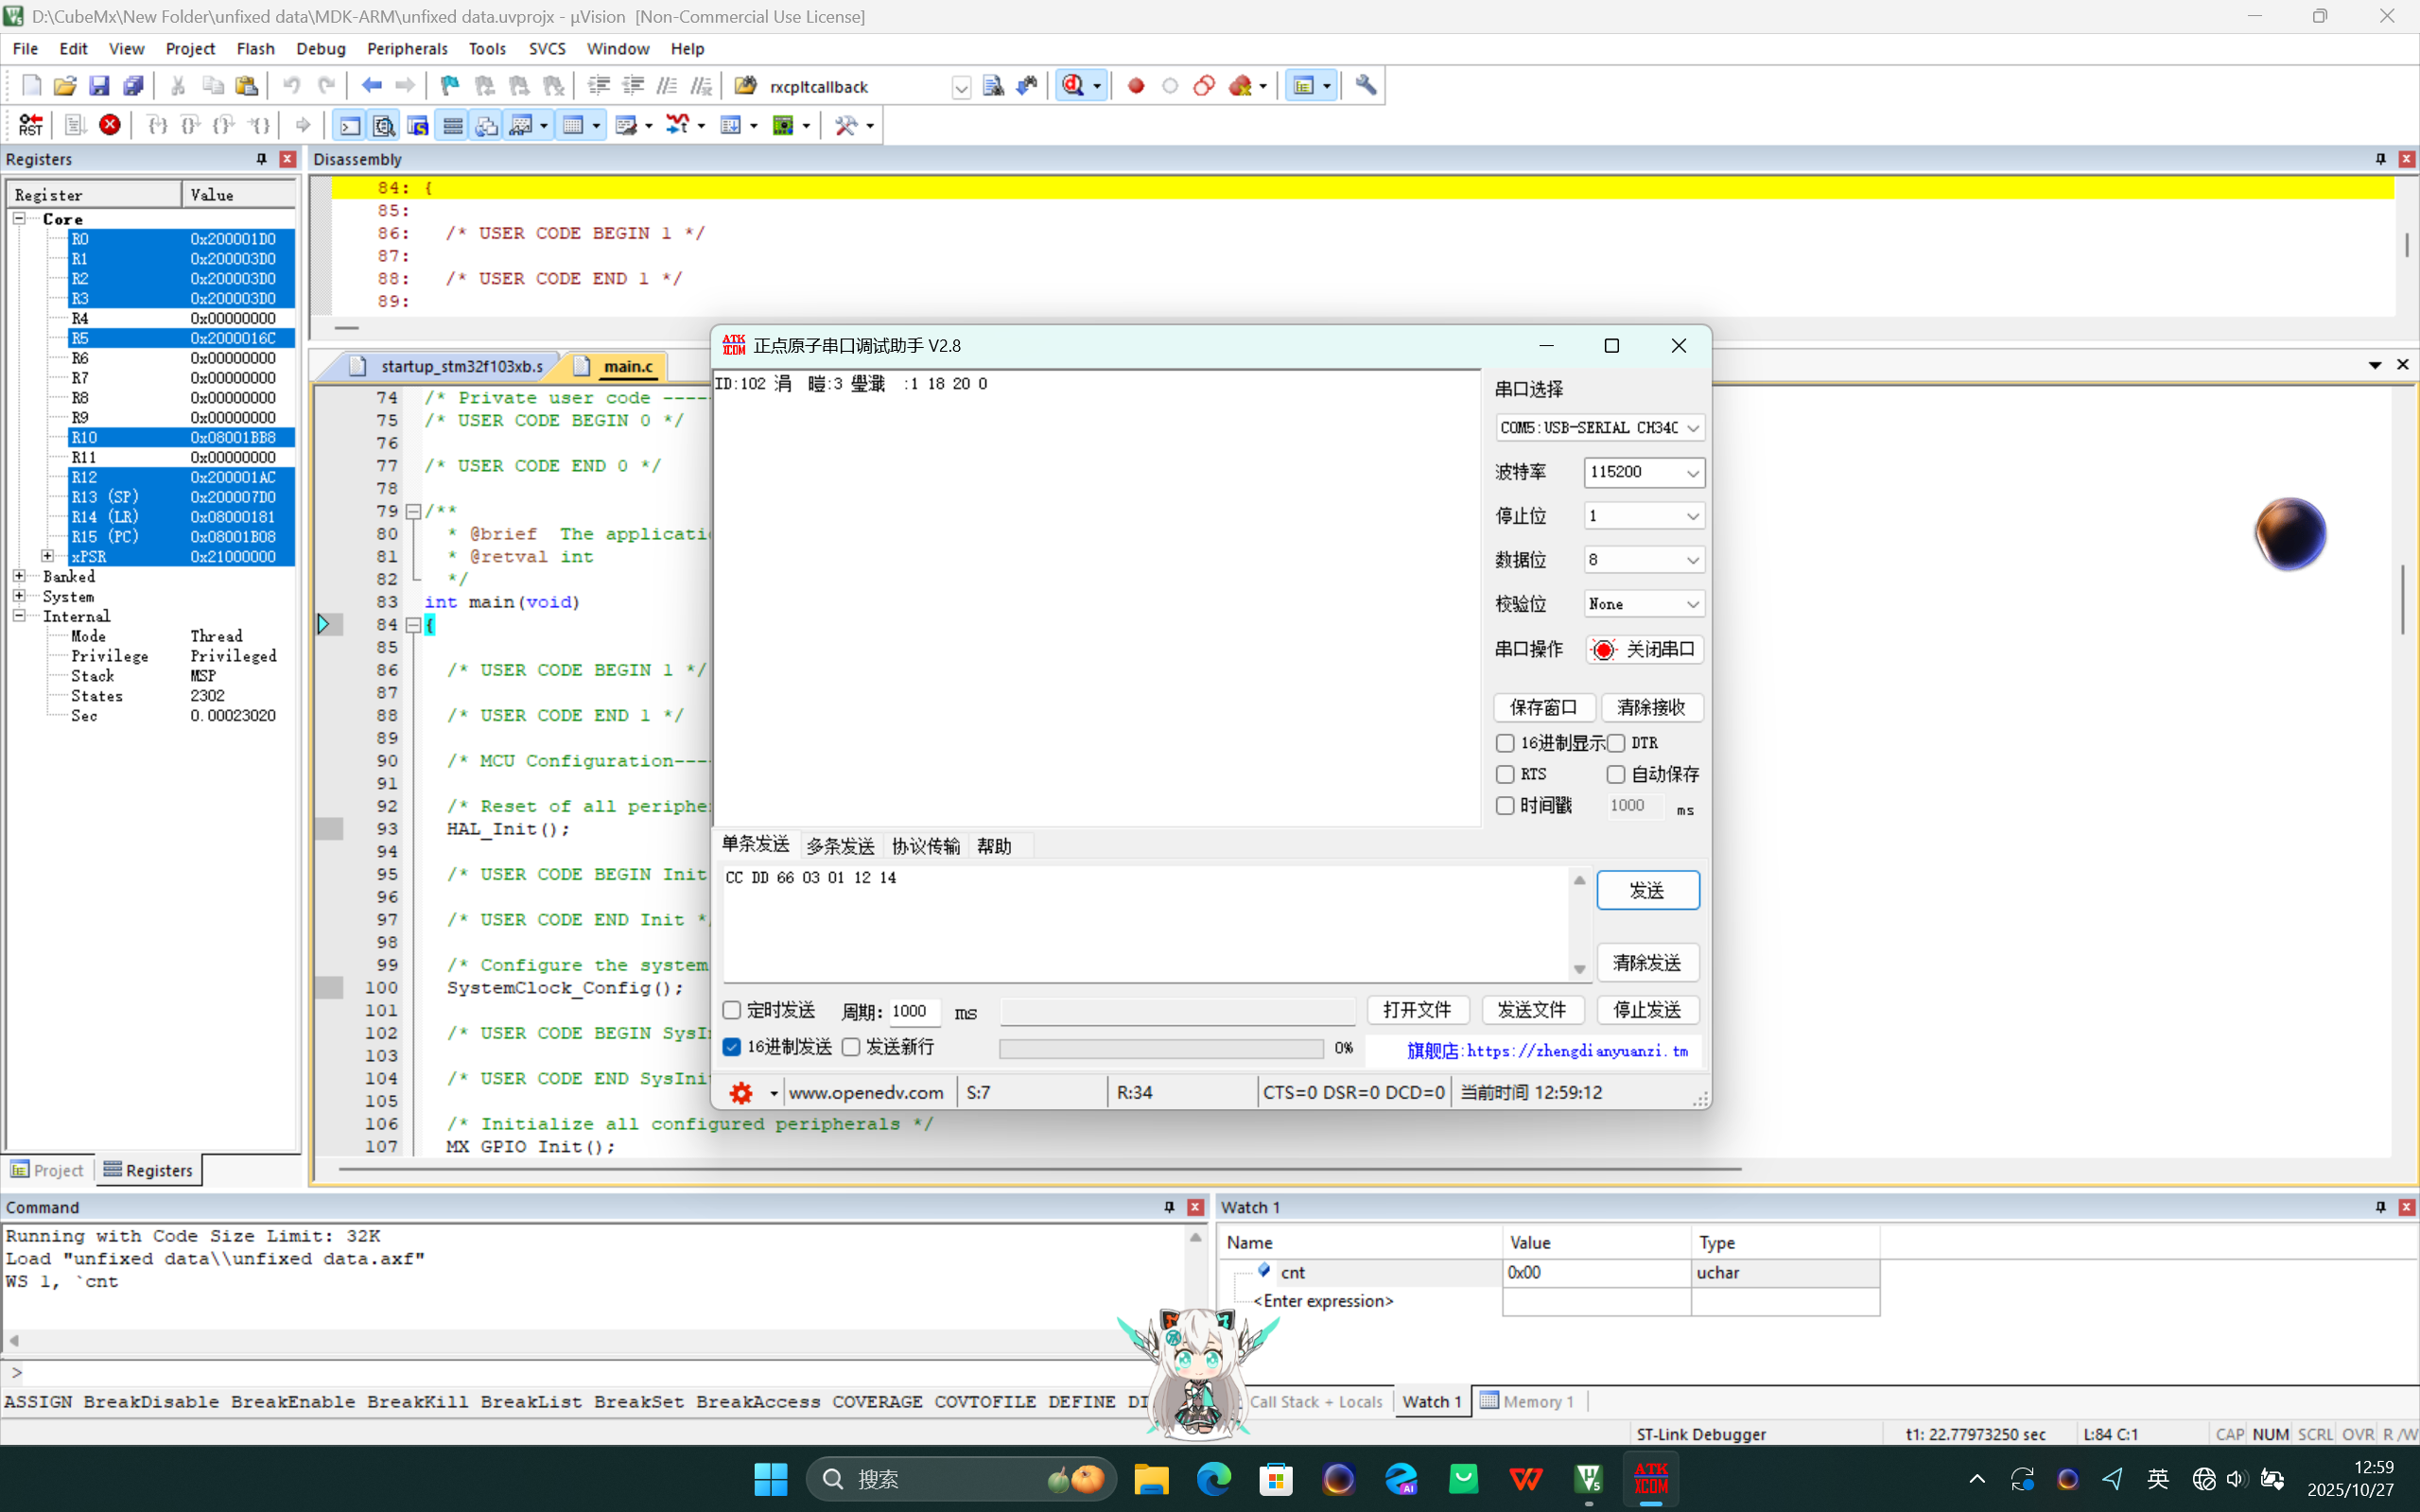 D:\CubeMx\New Folder\unfixed data\MDK-ARM\unfixed data.uvprojx - µVision  [Non-Commercial Use License]
File Edit View Project Flash Debug Peripherals Tools SVCS Window Help
rxcpltcallback
RST
Registers
Register Value
Core
R0 0x200001D0
R1 0x200003D0
R2 0x200003D0
R3 0x200003D0
R4 0x00000000
R5 0x2000016C
R6 0x00000000
R7 0x00000000
R8 0x00000000
R9 0x00000000
R10 0x08001BB8
R11 0x00000000
R12 0x200001AC
R13 (SP) 0x200007D0
R14 (LR) 0x08000181
R15 (PC) 0x08001B08
xPSR 0x21000000
Banked
System
Internal
Mode Thread
Privilege Privileged
Stack MSP
States 2302
Sec 0.00023020
Project Registers
Disassembly
84: {
85:
86: /* USER CODE BEGIN 1 */
87:
88: /* USER CODE END 1 */
89:
startup_stm32f103xb.s main.c
74 /* Private user code ----
75 /* USER CODE BEGIN 0 */
76
77 /* USER CODE END 0 */
78
79 /**
80 * @brief  The applicati
81 * @retval int
82 */
83 int main(void)
84 {
85
86 /* USER CODE BEGIN 1 */
87
88 /* USER CODE END 1 */
89
90 /* MCU Configuration---
91
92 /* Reset of all periphe
93 HAL_Init();
94
95 /* USER CODE BEGIN Init
96
97 /* USER CODE END Init *
98
99 /* Configure the system
100 SystemClock_Config();
101
102 /* USER CODE BEGIN SysI
103
104 /* USER CODE END SysInit
105
106 /* Initialize all configured peripherals */
107 MX_GPIO_Init();
ATK XCOM 正点原子串口调试助手 V2.8
ID:102 涓 暟:3 :1 18 20 0
串口选择
COM5:USB-SERIAL CH340
波特率 115200
停止位 1
数据位 8
校验位 None
串口操作 关闭串口
保存窗口 清除接收
16进制显示 DTR
RTS 自动保存
时间戳 1000 ms
单条发送 多条发送 协议传输 帮助
CC DD 66 03 01 12 14
发送
清除发送
定时发送 周期: 1000 ms 打开文件 发送文件 停止发送
16进制发送 发送新行 0% 旗舰店:https://zhengdianyuanzi.tm
www.openedv.com S:7 R:34 CTS=0 DSR=0 DCD=0 当前时间 12:59:12
Command
Running with Code Size Limit: 32K
Load "unfixed data\\unfixed data.axf"
WS 1, `cnt
>
ASSIGN BreakDisable BreakEnable BreakKill BreakList BreakSet BreakAccess COVERAGE COVTOFILE DEFINE DI
Watch 1
Name Value Type
cnt 0x00 uchar
<Enter expression>
Call Stack + Locals Watch 1 Memory 1
ST-Link Debugger t1: 22.77973250 sec L:84 C:1 CAP NUM SCRL OVR R/W
搜索
AI
ATK XCOM
英
12:59
2025/10/27